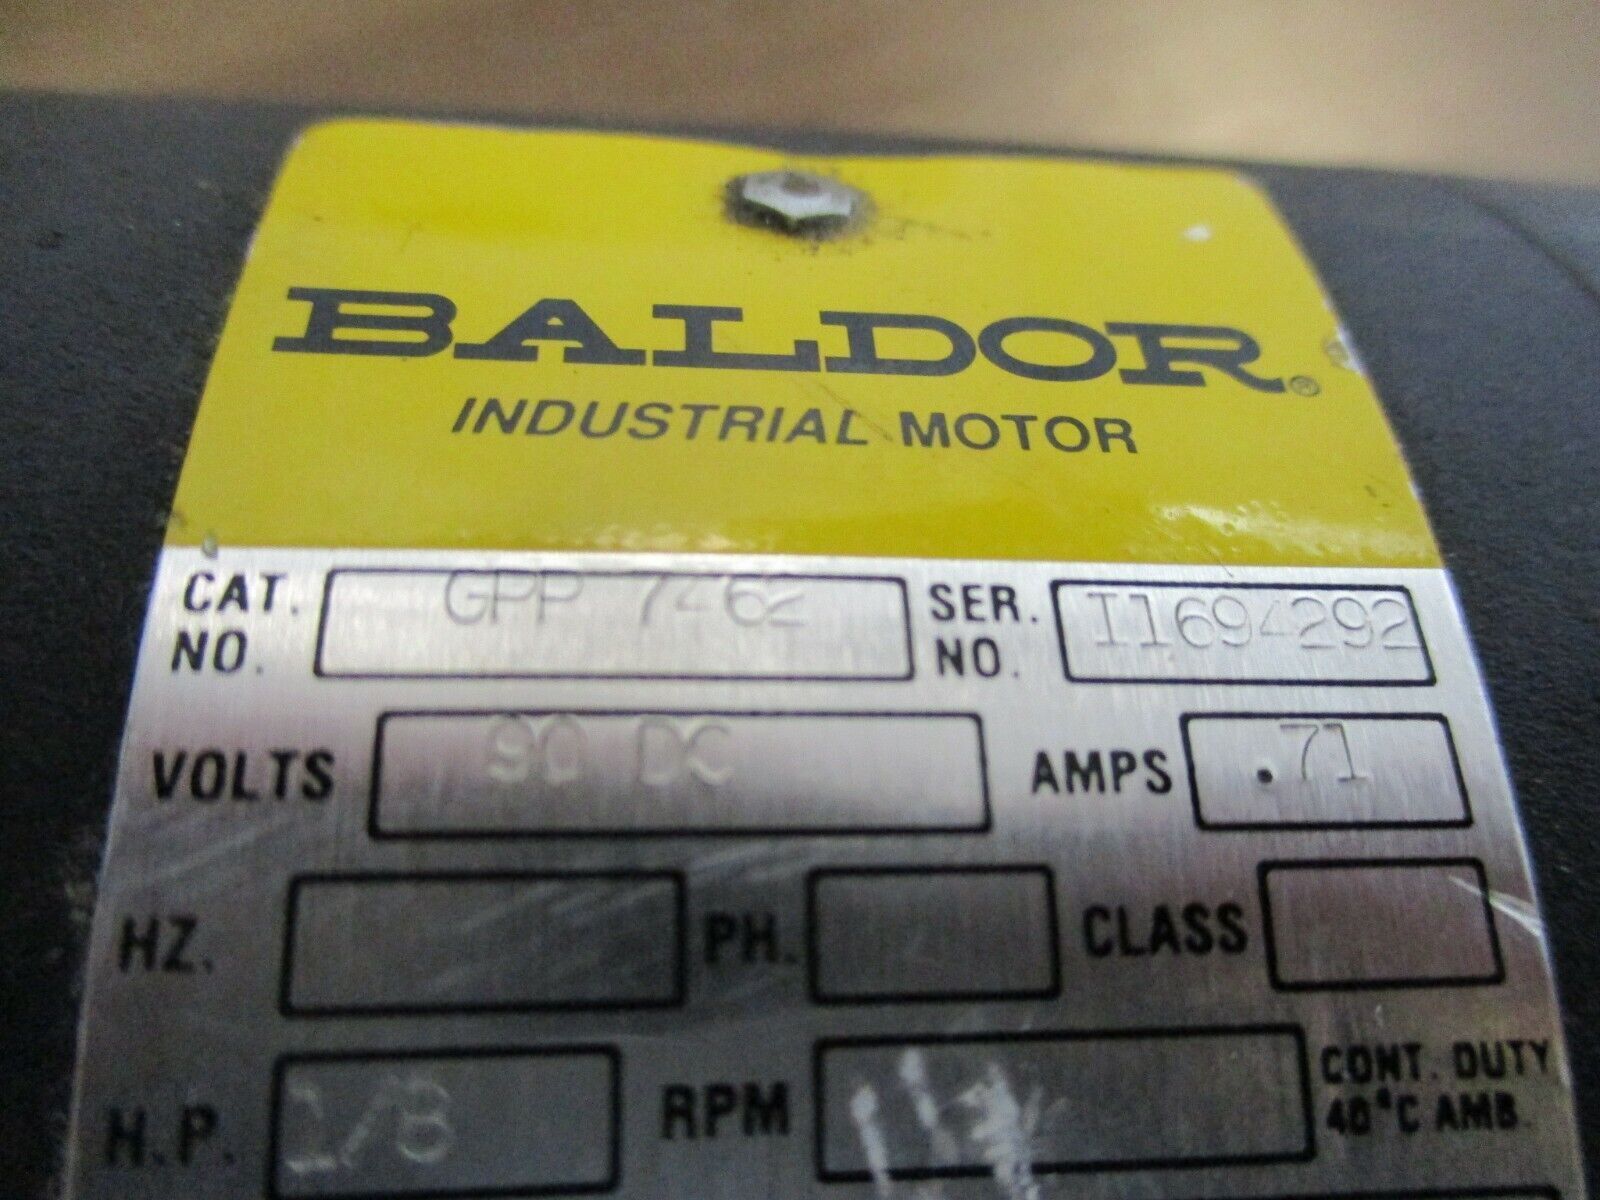 BALDOR®
INDUSTRIAL MOTOR
CAT. NO. GPP 7462 SER. NO. I1694292
VOLTS 90 DC AMPS .71
HZ. PH. CLASS
H.P. 1/8 RPM CONT. DUTY 40°C AMB.